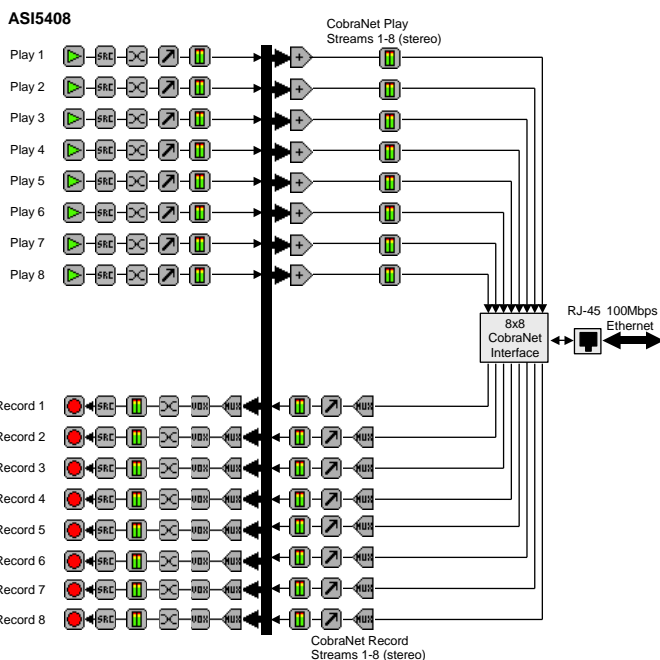 ASI5408
CobraNet Play
Streams 1-8 (stereo)
Play 1
SRC
+
Play 2
SRC
+
Play 3
SRC
+
Play 4
SRC
+
Play 5
SRC
+
Play 6
SRC
+
Play 7
SRC
+
Play 8
SRC
+
8x8
CobraNet
Interface
RJ-45 100Mbps
Ethernet
Record 1
SRC VOX MUX MUX
Record 2
SRC VOX MUX MUX
Record 3
SRC VOX MUX MUX
Record 4
SRC VOX MUX MUX
Record 5
SRC VOX MUX MUX
Record 6
SRC VOX MUX MUX
Record 7
SRC VOX MUX MUX
Record 8
SRC VOX MUX MUX
CobraNet Record
Streams 1-8 (stereo)